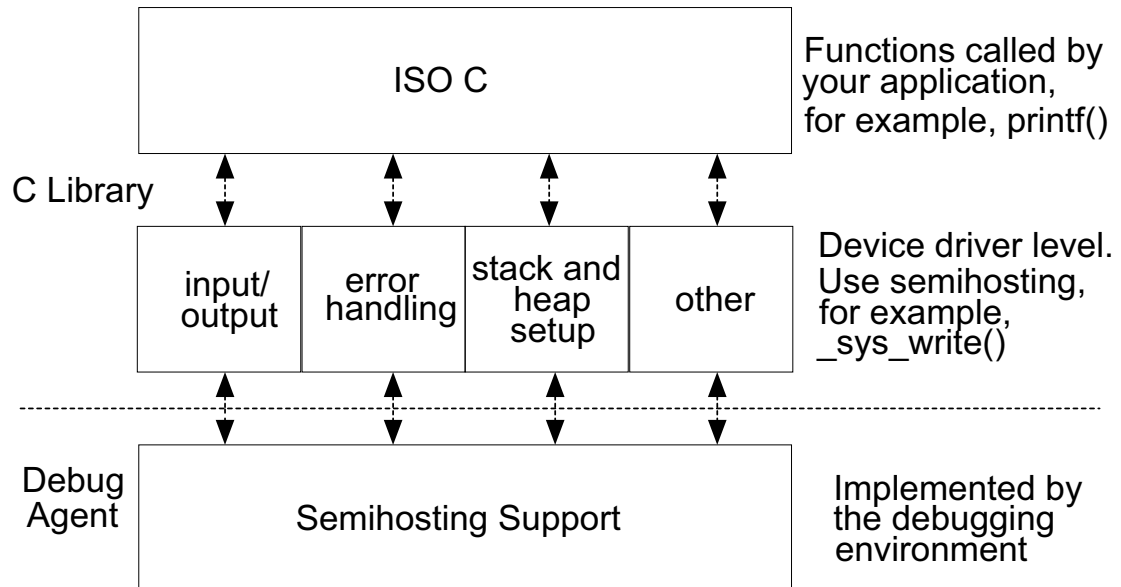 ISO C
Functions called by
your application,
for example, printf()
C Library
input/
output
error
handling
stack and
heap
setup
other
Device driver level.
Use semihosting,
for example,
_sys_write()
Debug
Agent
Semihosting Support
Implemented by
the debugging
environment